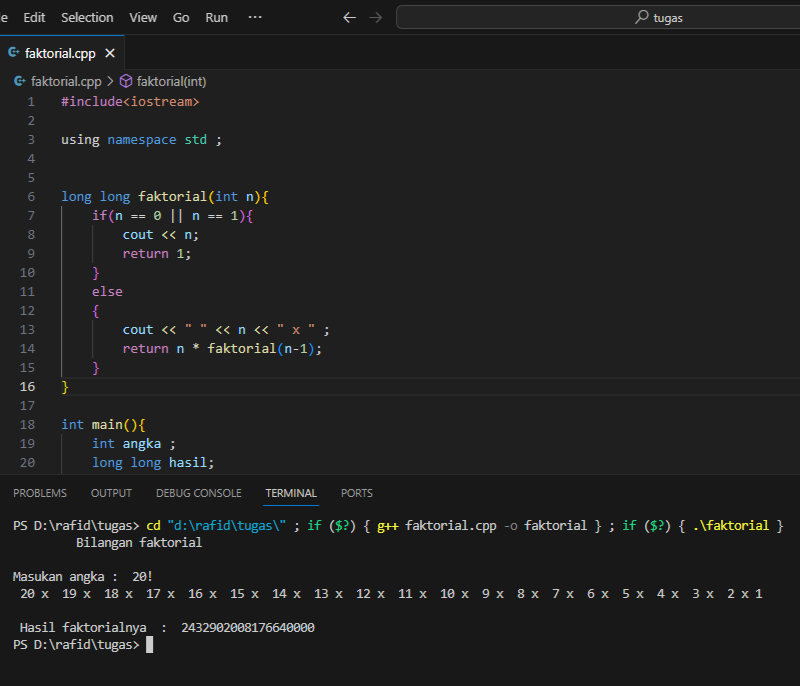 Edit Selection View Go Run ··· ← → tugas
faktorial.cpp ×
faktorial.cpp > faktorial(int)
1 #include<iostream>
2
3 using namespace std ;
4
5
6 long long faktorial(int n){
7 if(n == 0 || n == 1){
8 cout << n;
9 return 1;
10 }
11 else
12 {
13 cout << " " << n << " x " ;
14 return n * faktorial(n-1);
15 }
16 }
17
18 int main(){
19 int angka ;
20 long long hasil;
PROBLEMS OUTPUT DEBUG CONSOLE TERMINAL PORTS
PS D:\rafid\tugas> cd "d:\rafid\tugas\" ; if ($?) { g++ faktorial.cpp -o faktorial } ; if ($?) { .\faktorial }
Bilangan faktorial
Masukan angka : 20!
20 x 19 x 18 x 17 x 16 x 15 x 14 x 13 x 12 x 11 x 10 x 9 x 8 x 7 x 6 x 5 x 4 x 3 x 2 x 1
Hasil faktorialnya : 2432902008176640000
PS D:\rafid\tugas>